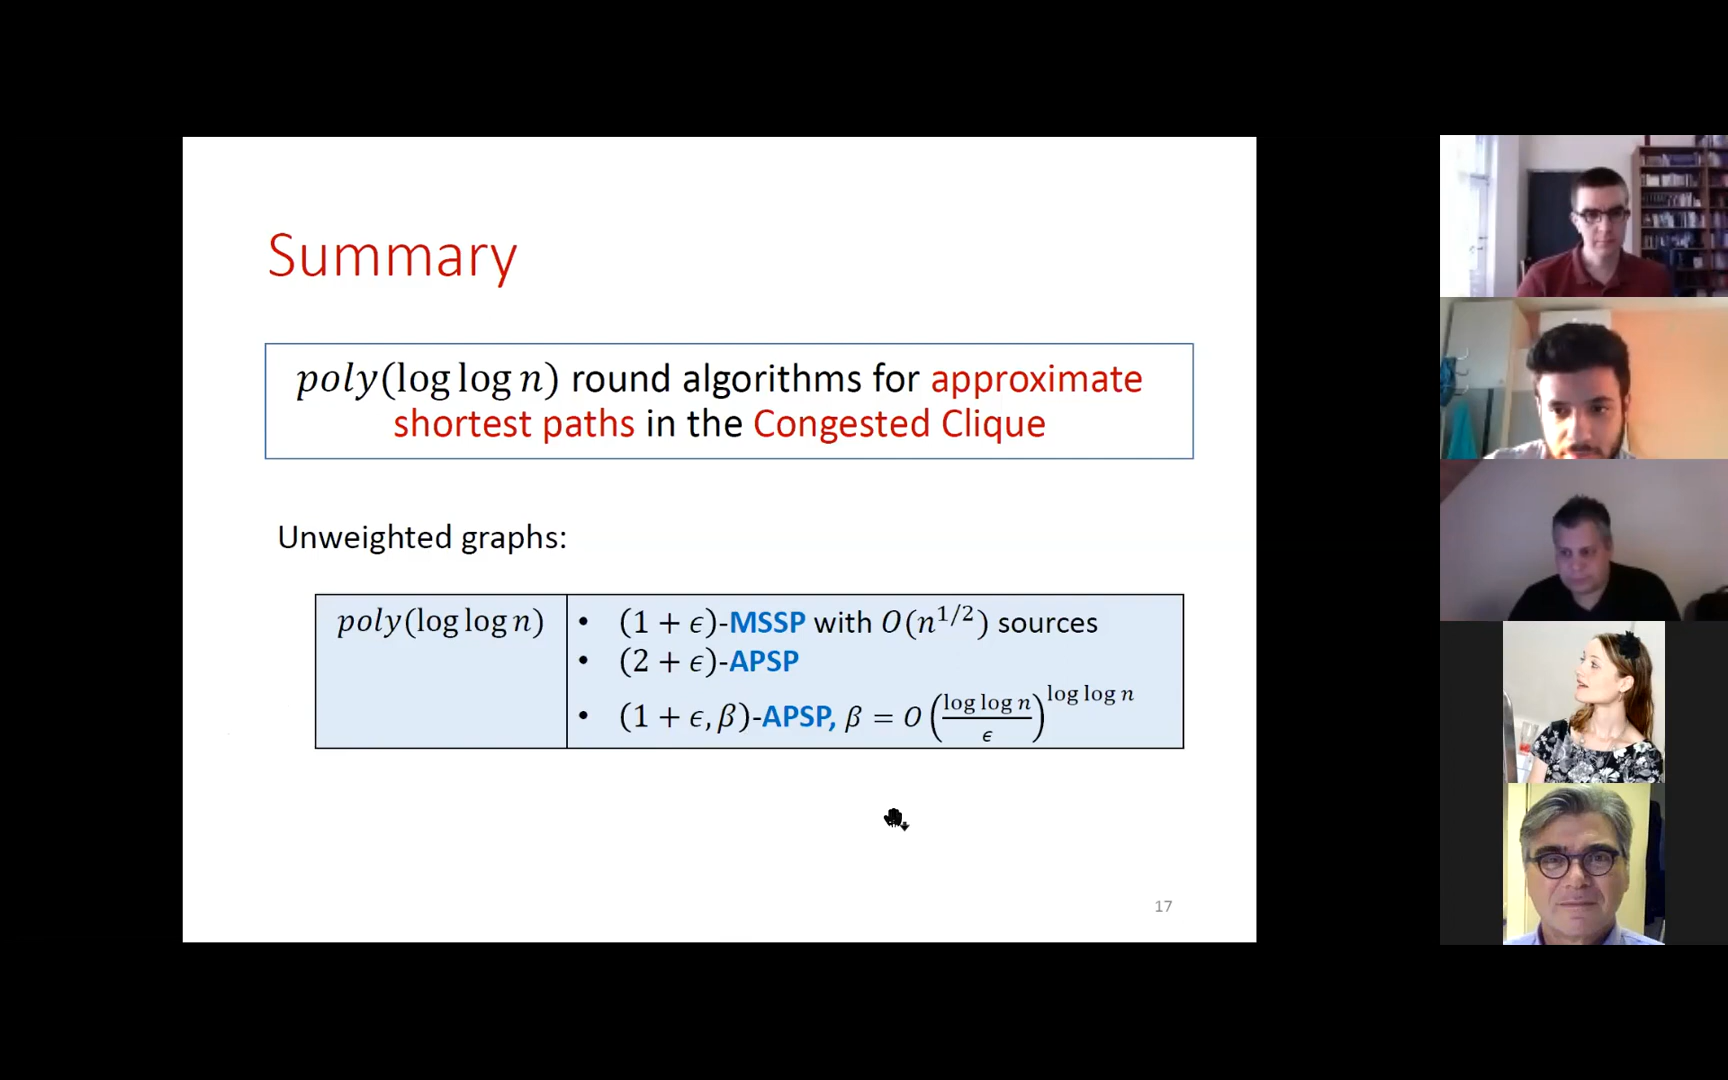 Summary
poly(log log n) round algorithms for approximate
shortest paths in the Congested Clique
Unweighted graphs:
poly(log log n)
• (1 + ϵ)-MSSP with O(n^{1/2}) sources
• (2 + ϵ)-APSP
• (1 + ϵ, β)-APSP, β = O(\frac{log log n}{ϵ})^{log log n}
17